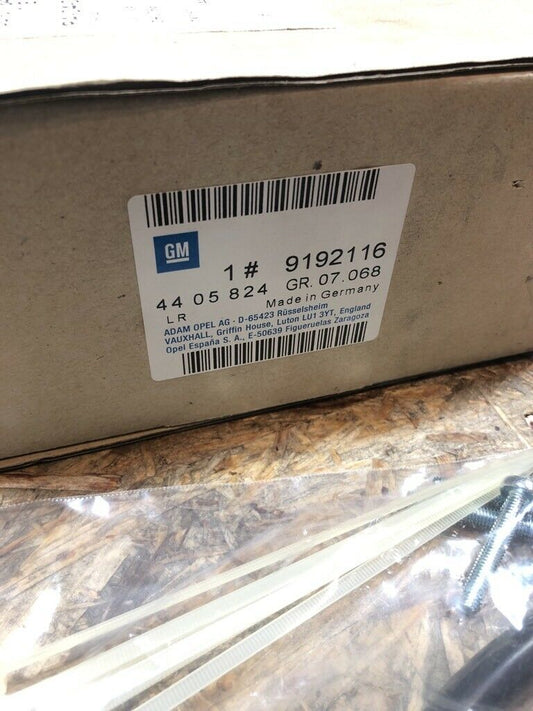 GM
1 # 9192116
44 05 824 GR. 07.068
LR Made in Germany
ADAM OPEL AG - D-65423 Rüsselsheim
VAUXHALL, Griffin House, Luton LU1 3YT, England
Opel España S. A., E-50639 Figueruelas Zaragoza